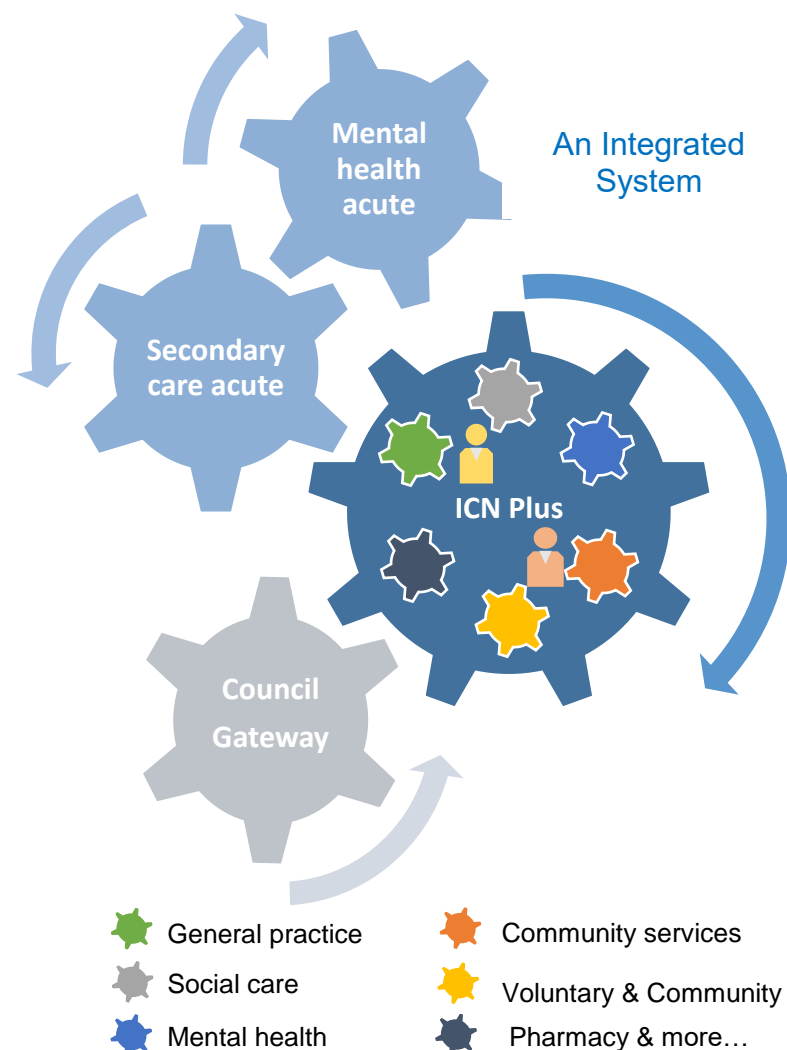 Mental
health
acute
An Integrated
System
Secondary
care acute
ICN Plus
Council
Gateway
General practice
Community services
Social care
Voluntary & Community
Mental health
Pharmacy & more…